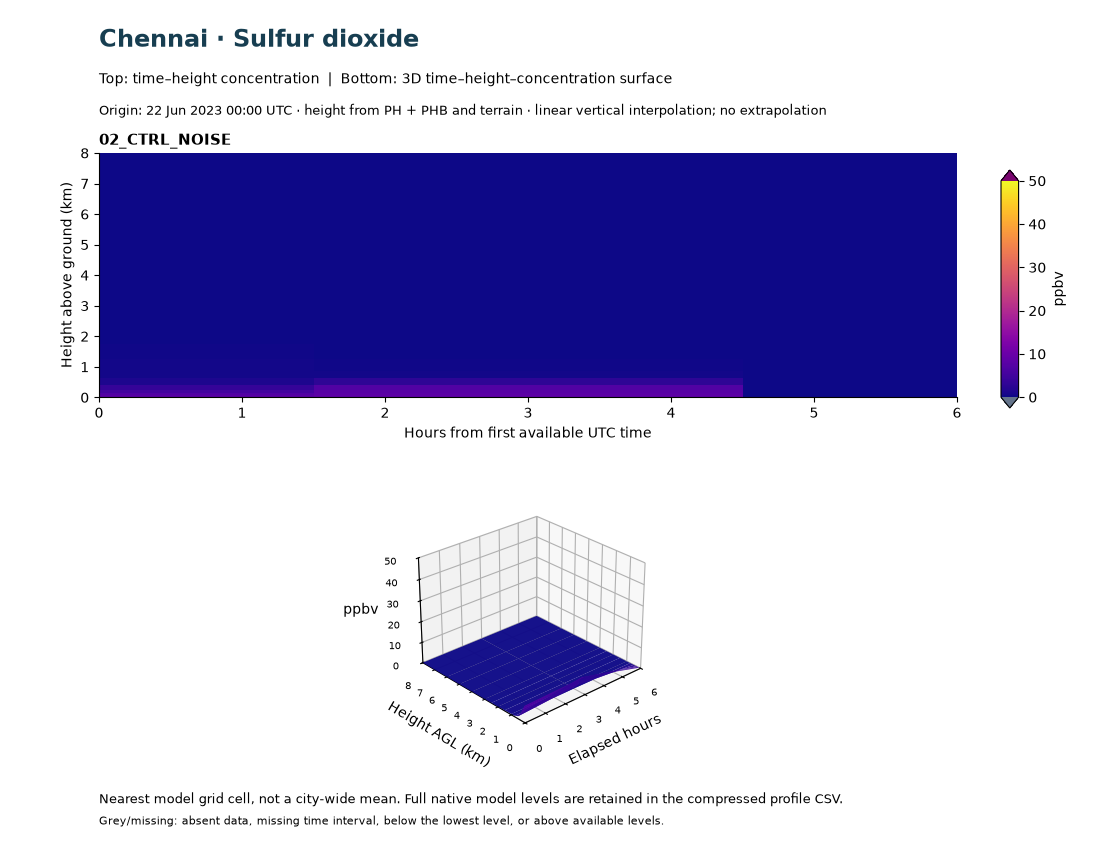 Chennai · Sulfur dioxide
Top: time–height concentration | Bottom: 3D time–height–concentration surface
Origin: 22 Jun 2023 00:00 UTC · height from PH + PHB and terrain · linear vertical interpolation; no extrapolation
02_CTRL_NOISE
8
7
6
5
4
3
2
1
0
Height above ground (km)
0 1 2 3 4 5 6
Hours from first available UTC time
50
40
30
20
10
0
ppbv
50
40
30
20
10
0
ppbv
8 7 6 5 4 3 2 1 0
Height AGL (km)
0 1 2 3 4 5 6
Elapsed hours
Nearest model grid cell, not a city-wide mean. Full native model levels are retained in the compressed profile CSV.
Grey/missing: absent data, missing time interval, below the lowest level, or above available levels.